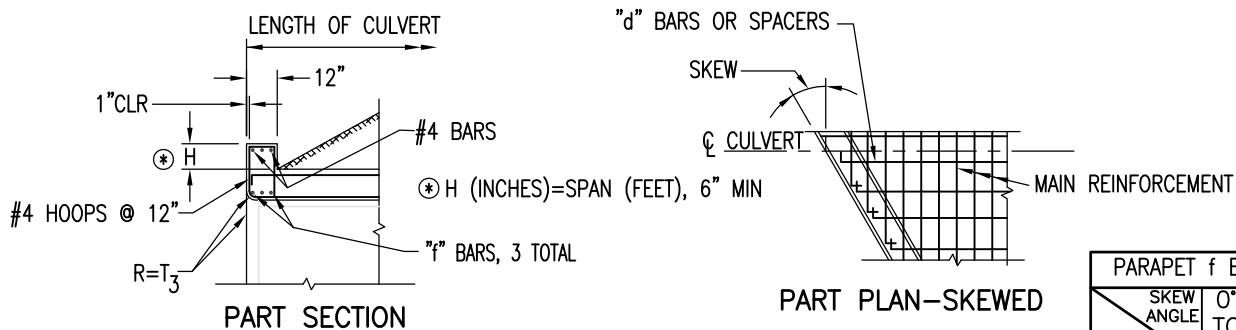 LENGTH OF CULVERT
12"
1"CLR
#4 BARS
* H
* H (INCHES)=SPAN (FEET), 6" MIN
#4 HOOPS @ 12"
"f" BARS, 3 TOTAL
R=T3
PART SECTION
"d" BARS OR SPACERS
SKEW
℄ CULVERT
MAIN REINFORCEMENT
PART PLAN-SKEWED
PARAPET f
SKEW ANGLE
0°